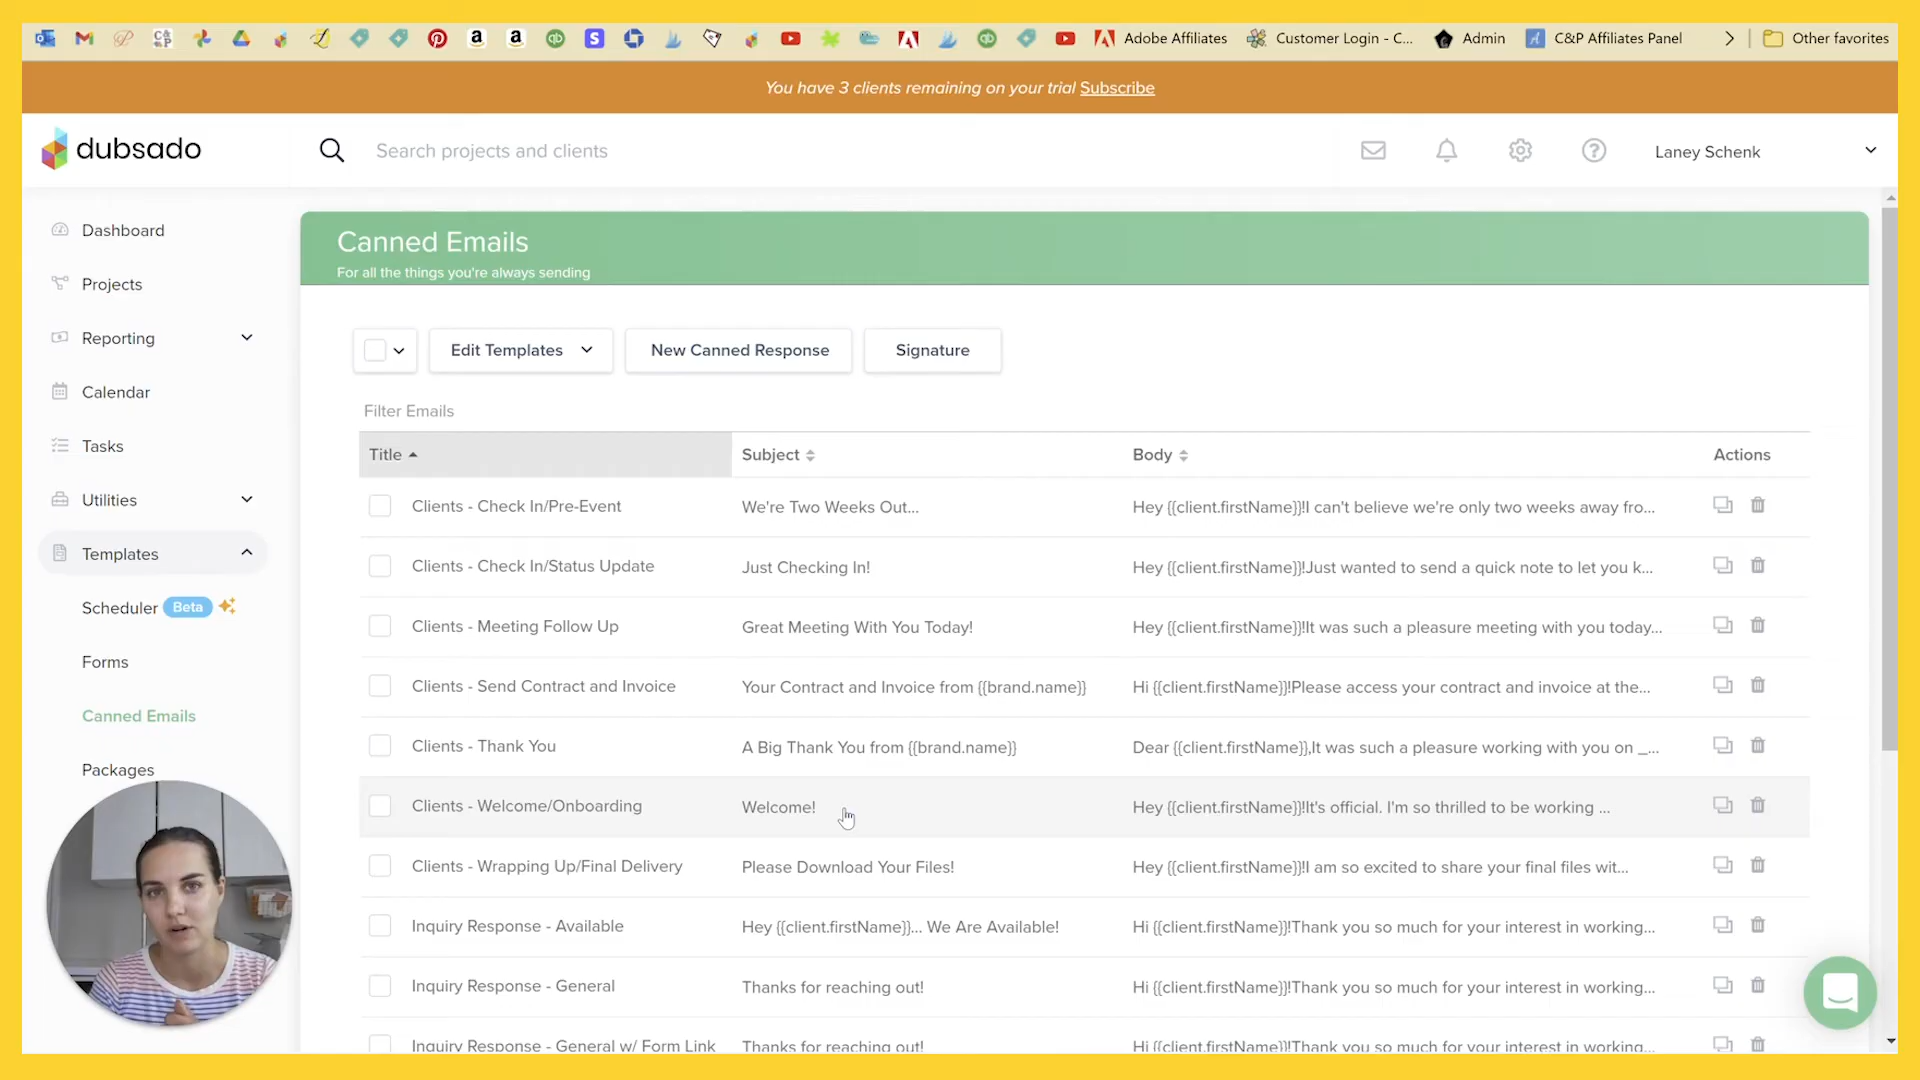 Adobe Affiliates
Customer Login - C...
Admin
C&P Affiliates Panel
Other favorites
You have 3 clients remaining on your trial Subscribe
dubsado
Search projects and clients
Laney Schenk
Dashboard
Projects
Reporting
Calendar
Tasks
Utilities
Templates
Scheduler Beta
Forms
Canned Emails
Packages
Canned Emails
For all the things you're always sending
Edit Templates
New Canned Response
Signature
Filter Emails
Title Subject Body Actions
Clients - Check In/Pre-Event We're Two Weeks Out... Hey {{client.firstName}}!I can't believe we're only two weeks away fro...
Clients - Check In/Status Update Just Checking In! Hey {{client.firstName}}!Just wanted to send a quick note to let you k...
Clients - Meeting Follow Up Great Meeting With You Today! Hey {{client.firstName}}!It was such a pleasure meeting with you today...
Clients - Send Contract and Invoice Your Contract and Invoice from {{brand.name}} Hi {{client.firstName}}!Please access your contract and invoice at the...
Clients - Thank You A Big Thank You from {{brand.name}} Dear {{client.firstName}},It was such a pleasure working with you on _...
Clients - Welcome/Onboarding Welcome! Hey {{client.firstName}}!It's official. I'm so thrilled to be working ...
Clients - Wrapping Up/Final Delivery Please Download Your Files! Hey {{client.firstName}}!I am so excited to share your final files wit...
Inquiry Response - Available Hey {{client.firstName}}... We Are Available! Hi {{client.firstName}}!Thank you so much for your interest in working...
Inquiry Response - General Thanks for reaching out! Hi {{client.firstName}}!Thank you so much for your interest in working...
Inquiry Response - General w/ Form Link Thanks for reaching out! Hi {{client.firstName}}!Thank you so much for your interest in working...